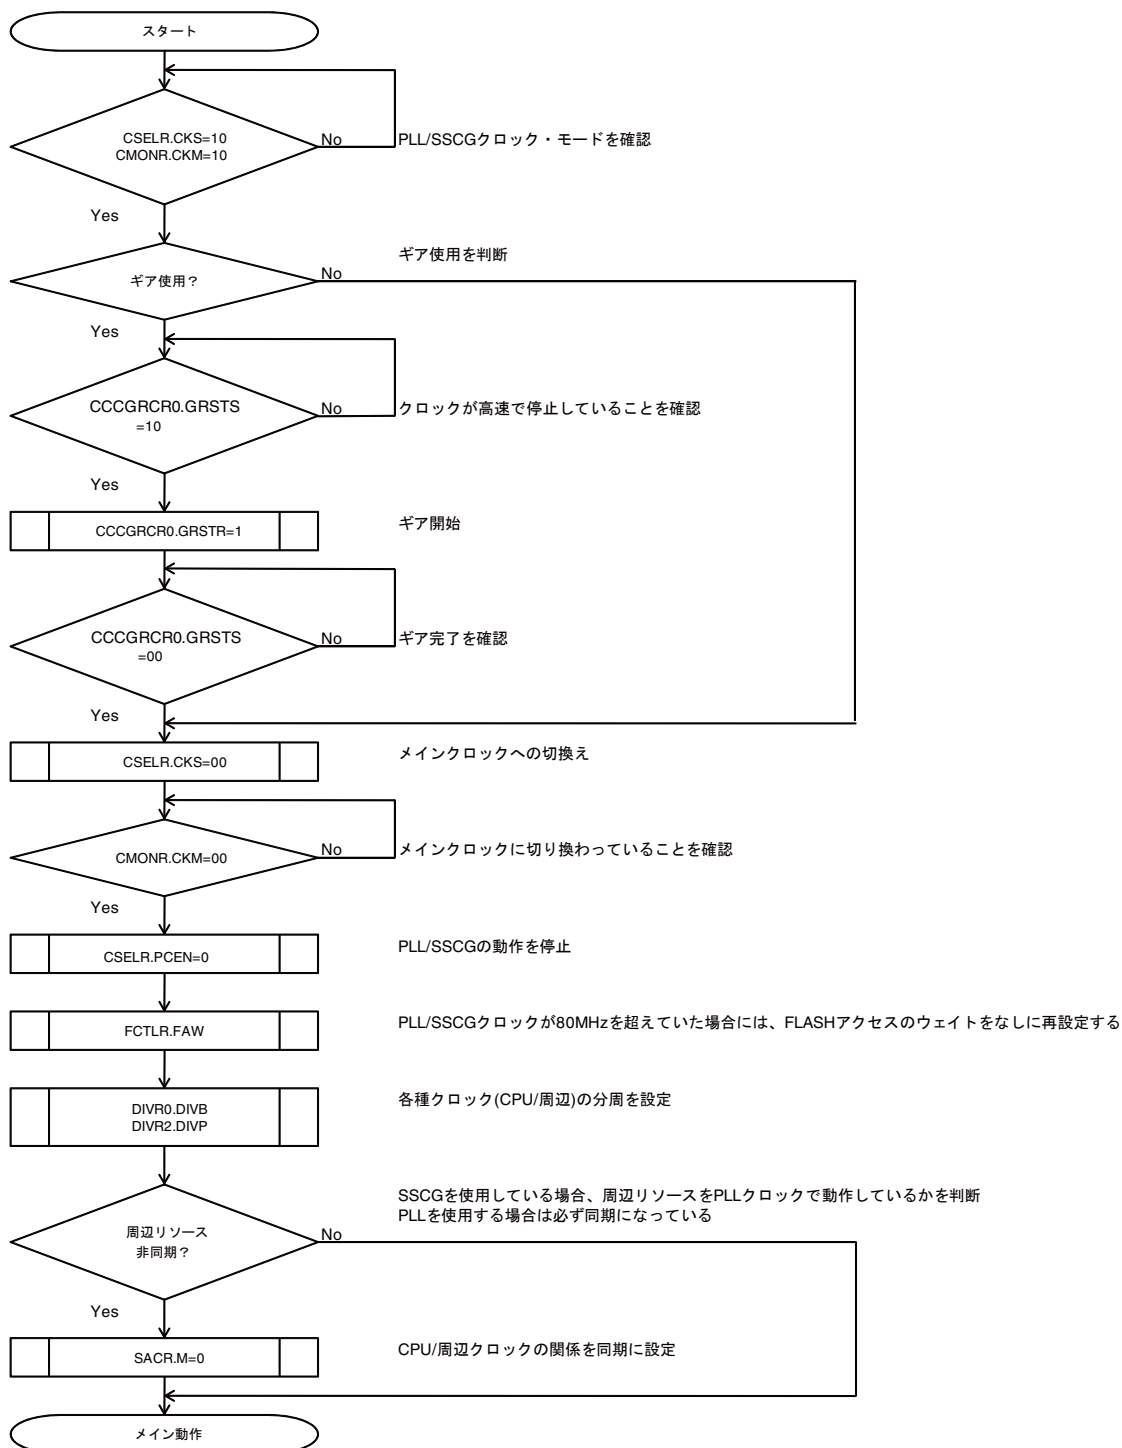 スタート
CSELR.CKS=10
CMONR.CKM=10
No
PLL/SSCGクロック・モードを確認
Yes
ギア使用を判断
ギア使用？
No
Yes
CCCGRCR0.GRSTS
=10
No
クロックが高速で停止していることを確認
Yes
CCCGRCR0.GRSTR=1
ギア開始
CCCGRCR0.GRSTS
=00
No
ギア完了を確認
Yes
CSELR.CKS=00
メインクロックへの切換え
CMONR.CKM=00
No
メインクロックに切り換わっていることを確認
Yes
CSELR.PCEN=0
PLL/SSCGの動作を停止
FCTLR.FAW
PLL/SSCGクロックが80MHzを超えていた場合には、FLASHアクセスのウェイトをなしに再設定する
DIVR0.DIVB
DIVR2.DIVP
各種クロック(CPU/周辺)の分周を設定
SSCGを使用している場合、周辺リソースをPLLクロックで動作しているかを判断
PLLを使用する場合は必ず同期になっている
周辺リソース
非同期？
No
Yes
SACR.M=0
CPU/周辺クロックの関係を同期に設定
メイン動作